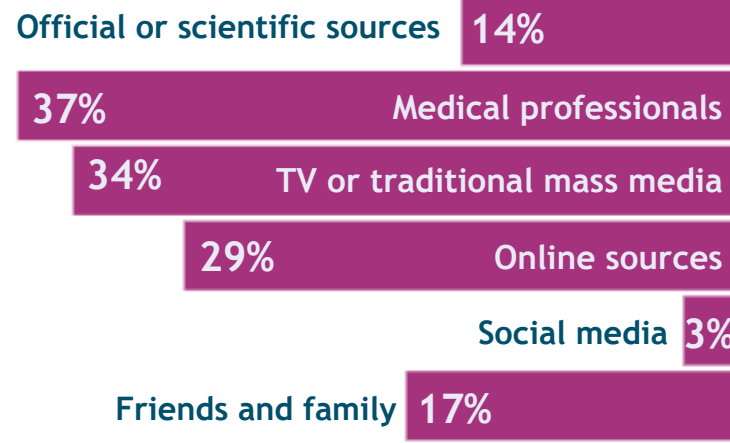 Official or scientific sources 14%
37% Medical professionals
34% TV or traditional mass media
29% Online sources
Social media 3%
Friends and family 17%